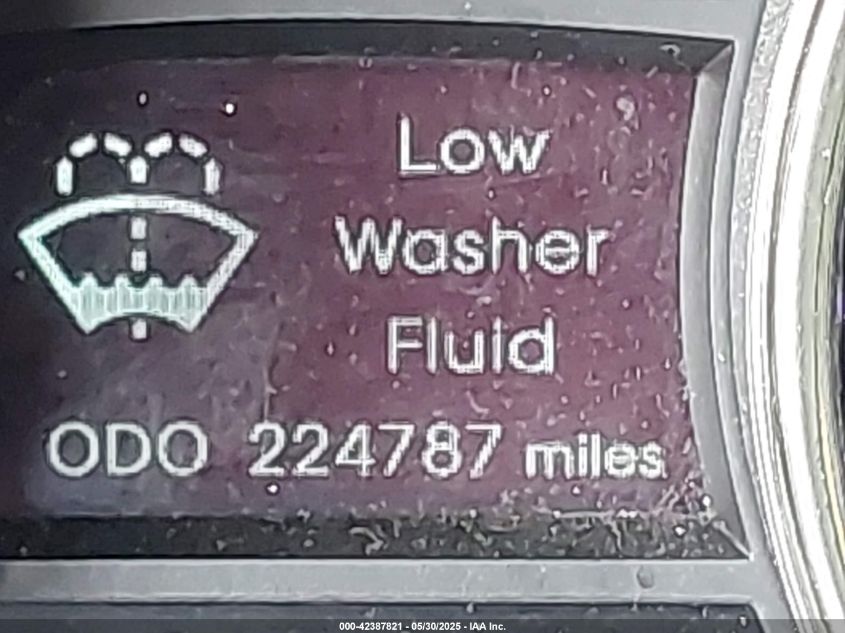 Low
Washer
Fluid
ODO 224787 miles
000-42387821 - 05/30/2025 - IAA Inc.